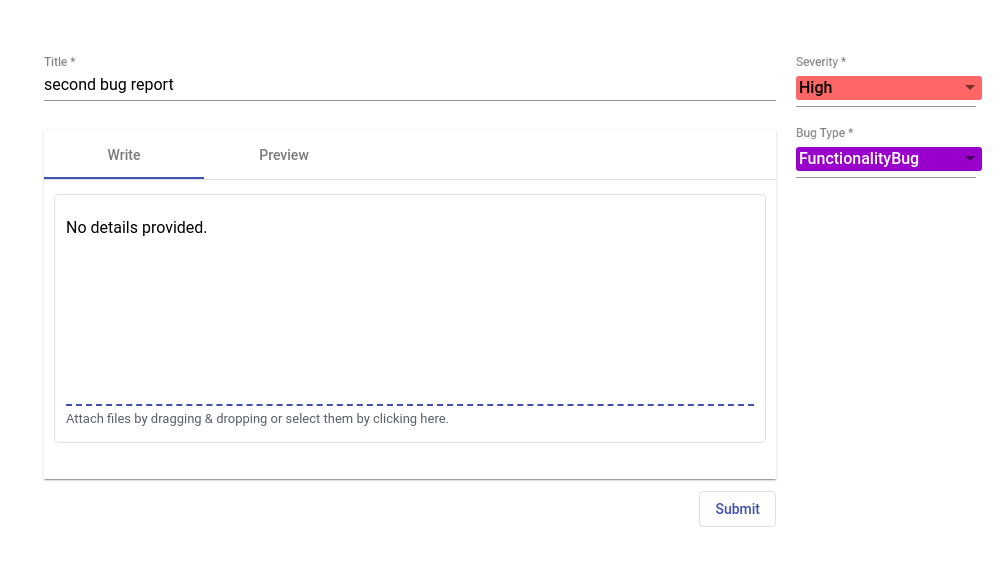 Title *
second bug report
Severity *
High
Bug Type *
FunctionalityBug
Write
Preview
No details provided.
Attach files by dragging & dropping or select them by clicking here.
Submit